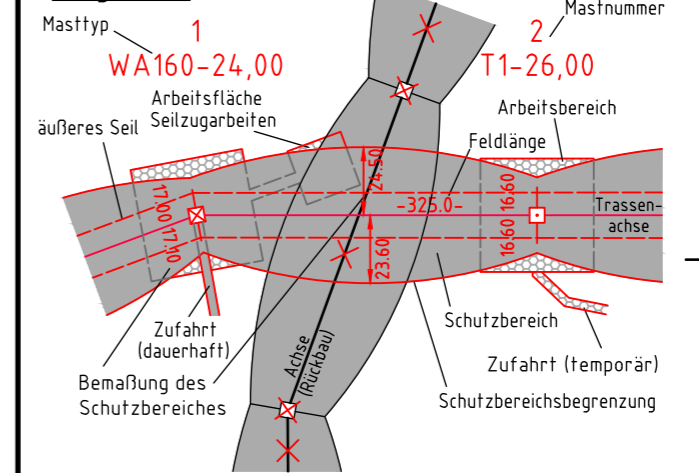 Masttyp
1
WA160-24,00
2
T1-26,00
Mastnummer
Arbeitsfläche
Seilzugarbeiten
äußeres Seil
Arbeitsbereich
Feldlänge
24.50
-325.0-
23.60
17.00
17.10
16.60
16.60
Trassen-
achse
Zufahrt
(dauerhaft)
Bemaßung des
Schutzbereiches
Achse
(Rückbau)
Schutzbereich
Zufahrt (temporär)
Schutzbereichsbegrenzung